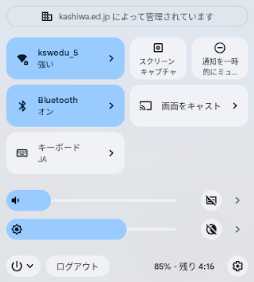 kashiwa.ed.jp によって管理されています
kswedu_5
強い
スクリーン
キャプチャ
通知を一時
的にミュ...
Bluetooth
オン
画面をキャスト
キーボード
JA
ログアウト
85% - 残り 4:16